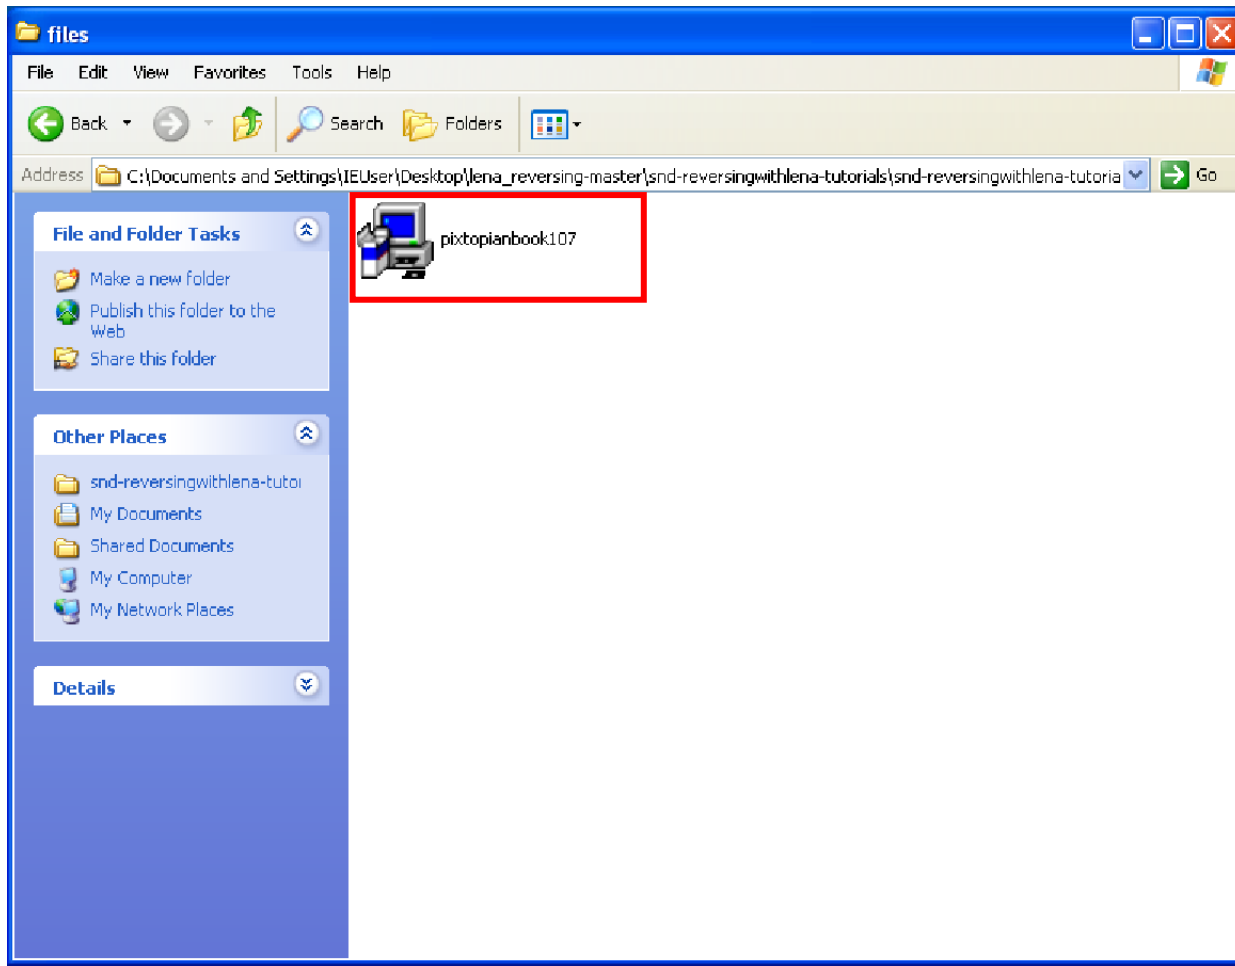 files
File Edit View Favorites Tools Help
Back Search Folders
Address C:\Documents and Settings\IEUser\Desktop\lena_reversing-master\snd-reversingwithlena-tutorials\snd-reversingwithlena-tutoria Go
File and Folder Tasks
Make a new folder
Publish this folder to the
Web
Share this folder
Other Places
snd-reversingwithlena-tutor
My Documents
Shared Documents
My Computer
My Network Places
Details
pixtopianbook107